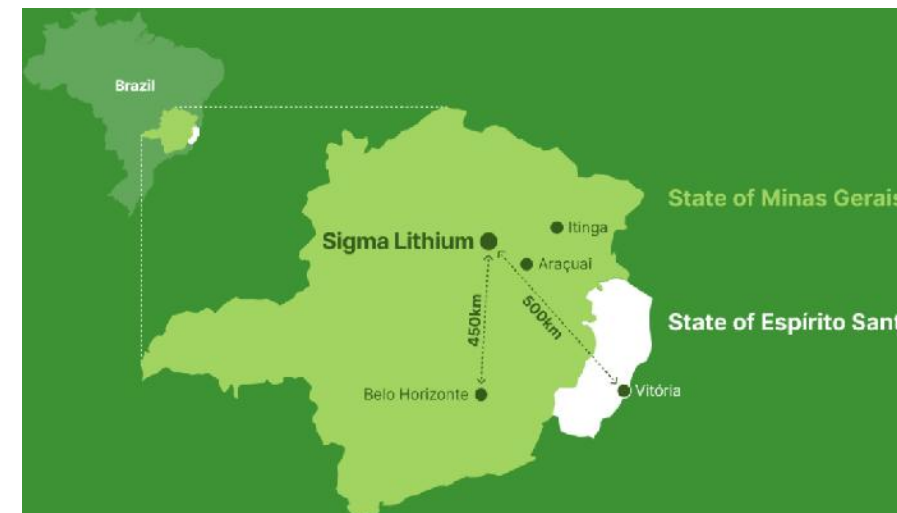 Brazil
State of Minas Gerais
Itinga
Sigma Lithium
Araçuaí
450km
500km
State of Espírito Sant
Belo Horizonte
Vitória